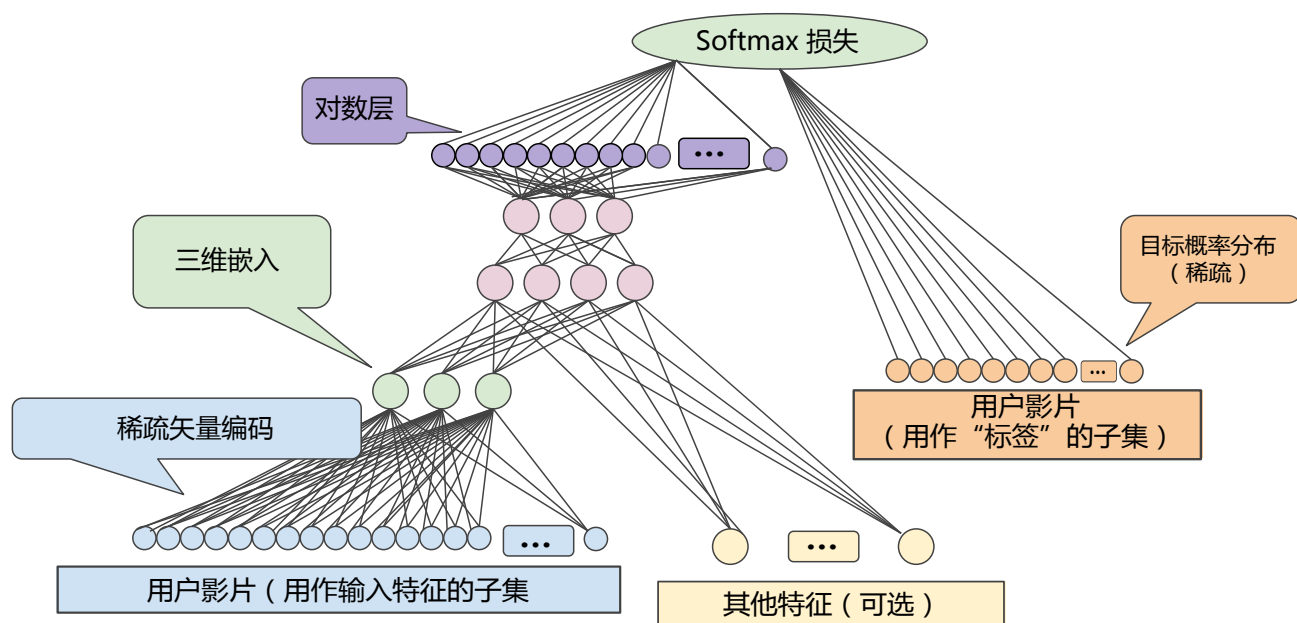 Softmax 损失
对数层
•••
三维嵌入
目标概率分布
（稀疏）
•••
稀疏矢量编码
用户影片
（用作“标签”的子集）
•••
•••
用户影片（用作输入特征的子集
其他特征（可选）